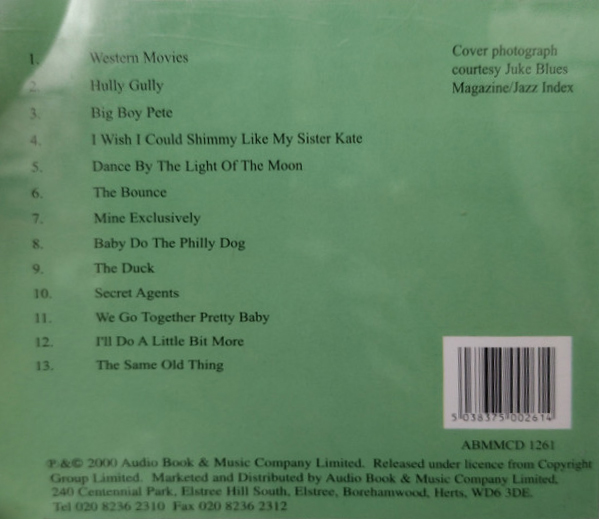 1. Western Movies
2. Hully Gully
3. Big Boy Pete
4. I Wish I Could Shimmy Like My Sister Kate
5. Dance By The Light Of The Moon
6. The Bounce
7. Mine Exclusively
8. Baby Do The Philly Dog
9. The Duck
10. Secret Agents
11. We Go Together Pretty Baby
12. I'll Do A Little Bit More
13. The Same Old Thing
Cover photograph
courtesy Juke Blues
Magazine/Jazz Index
5 038375 002614
ABMMCD 1261
℗ & © 2000 Audio Book & Music Company Limited. Released under licence from Copyright
Group Limited. Marketed and Distributed by Audio Book & Music Company Limited,
240 Centennial Park, Elstree Hill South, Elstree, Borehamwood, Herts, WD6 3DE.
Tel 020 8236 2310 Fax 020 8236 2312